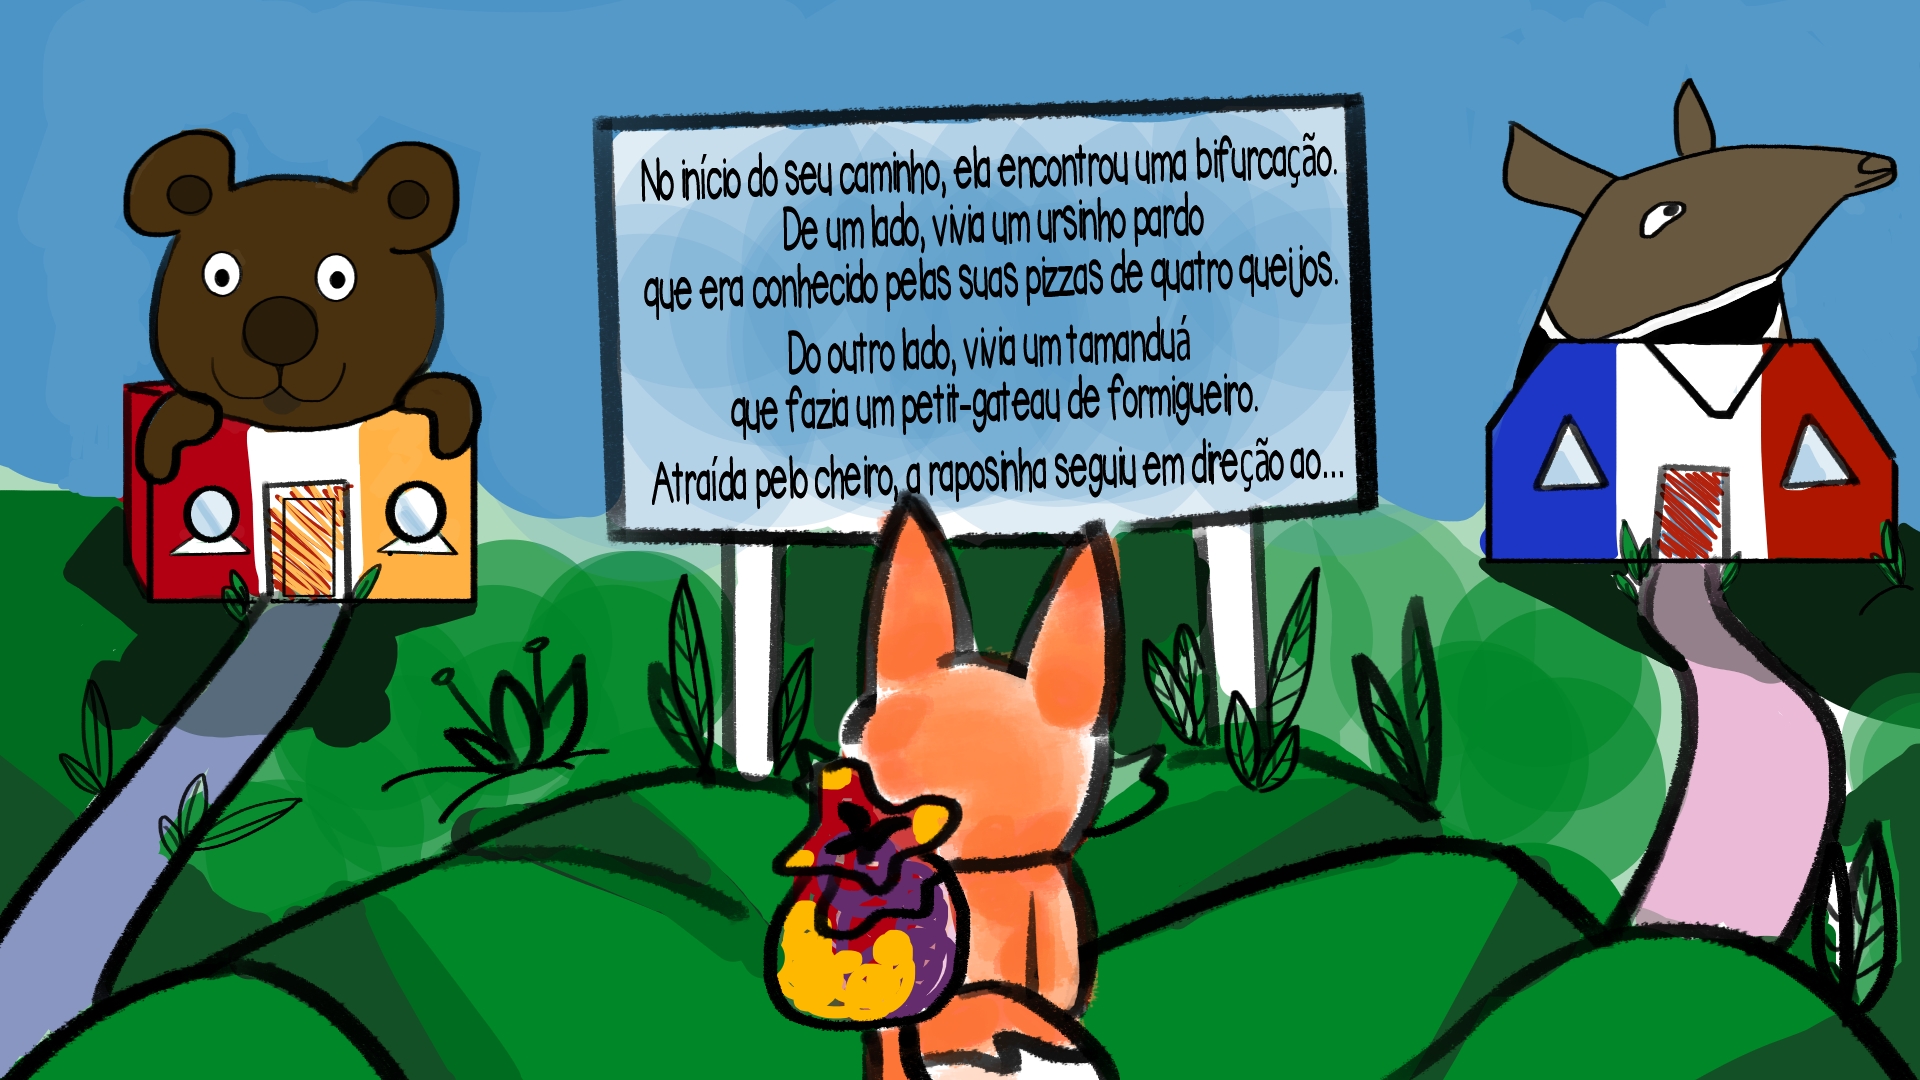 No início do seu caminho, ela encontrou uma bifurcação.
De um lado, vivia um ursinho pardo
que era conhecido pelas suas pizzas de quatro queijos.
Do outro lado, vivia um tamanduá
que fazia um petit-gateau de formigueiro.
Atraída pelo cheiro, a raposinha seguiu em direção ao...